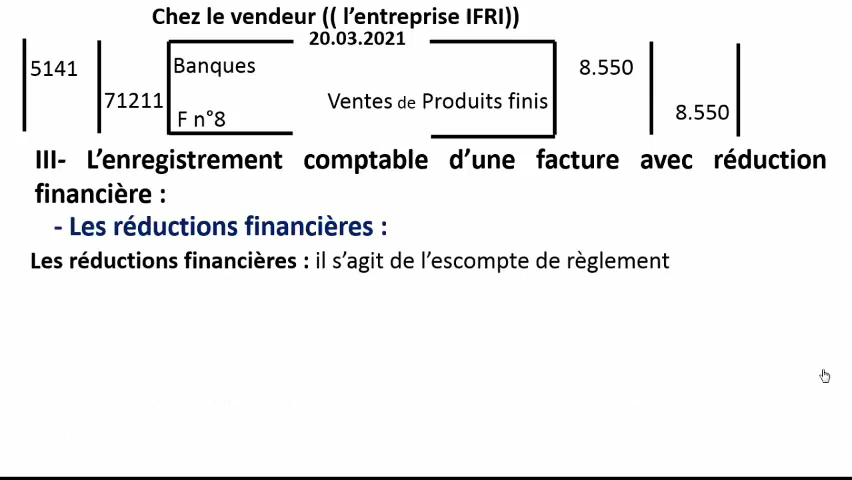 Chez le vendeur (( l’entreprise IFRI))
20.03.2021
5141 Banques 8.550
71211 Ventes de Produits finis 8.550
F n°8
III- L’enregistrement comptable d’une facture avec réduction
financière :
- Les réductions financières :
Les réductions financières : il s’agit de l’escompte de règlement